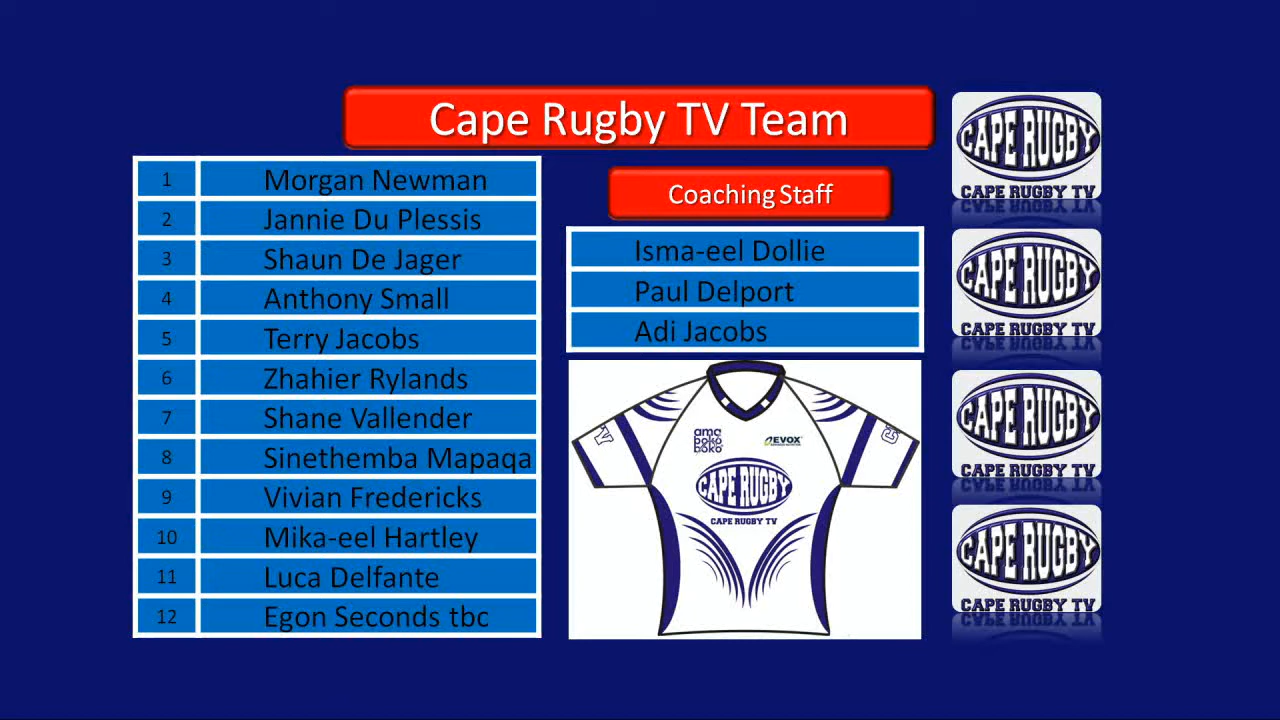 Cape Rugby TV Team
1 Morgan Newman
2 Jannie Du Plessis
3 Shaun De Jager
4 Anthony Small
5 Terry Jacobs
6 Zhahier Rylands
7 Shane Vallender
8 Sinethemba Mapaqa
9 Vivian Fredericks
10 Mika-eel Hartley
11 Luca Delfante
12 Egon Seconds tbc
Coaching Staff
Isma-eel Dollie
Paul Delport
Adi Jacobs
ama
boko
boko
EVOX
CAPE RUGBY
CAPE RUGBY TV
CAPE RUGBY
CAPE RUGBY TV
CAPE RUGBY
CAPE RUGBY TV
CAPE RUGBY
CAPE RUGBY TV
CAPE RUGBY
CAPE RUGBY TV